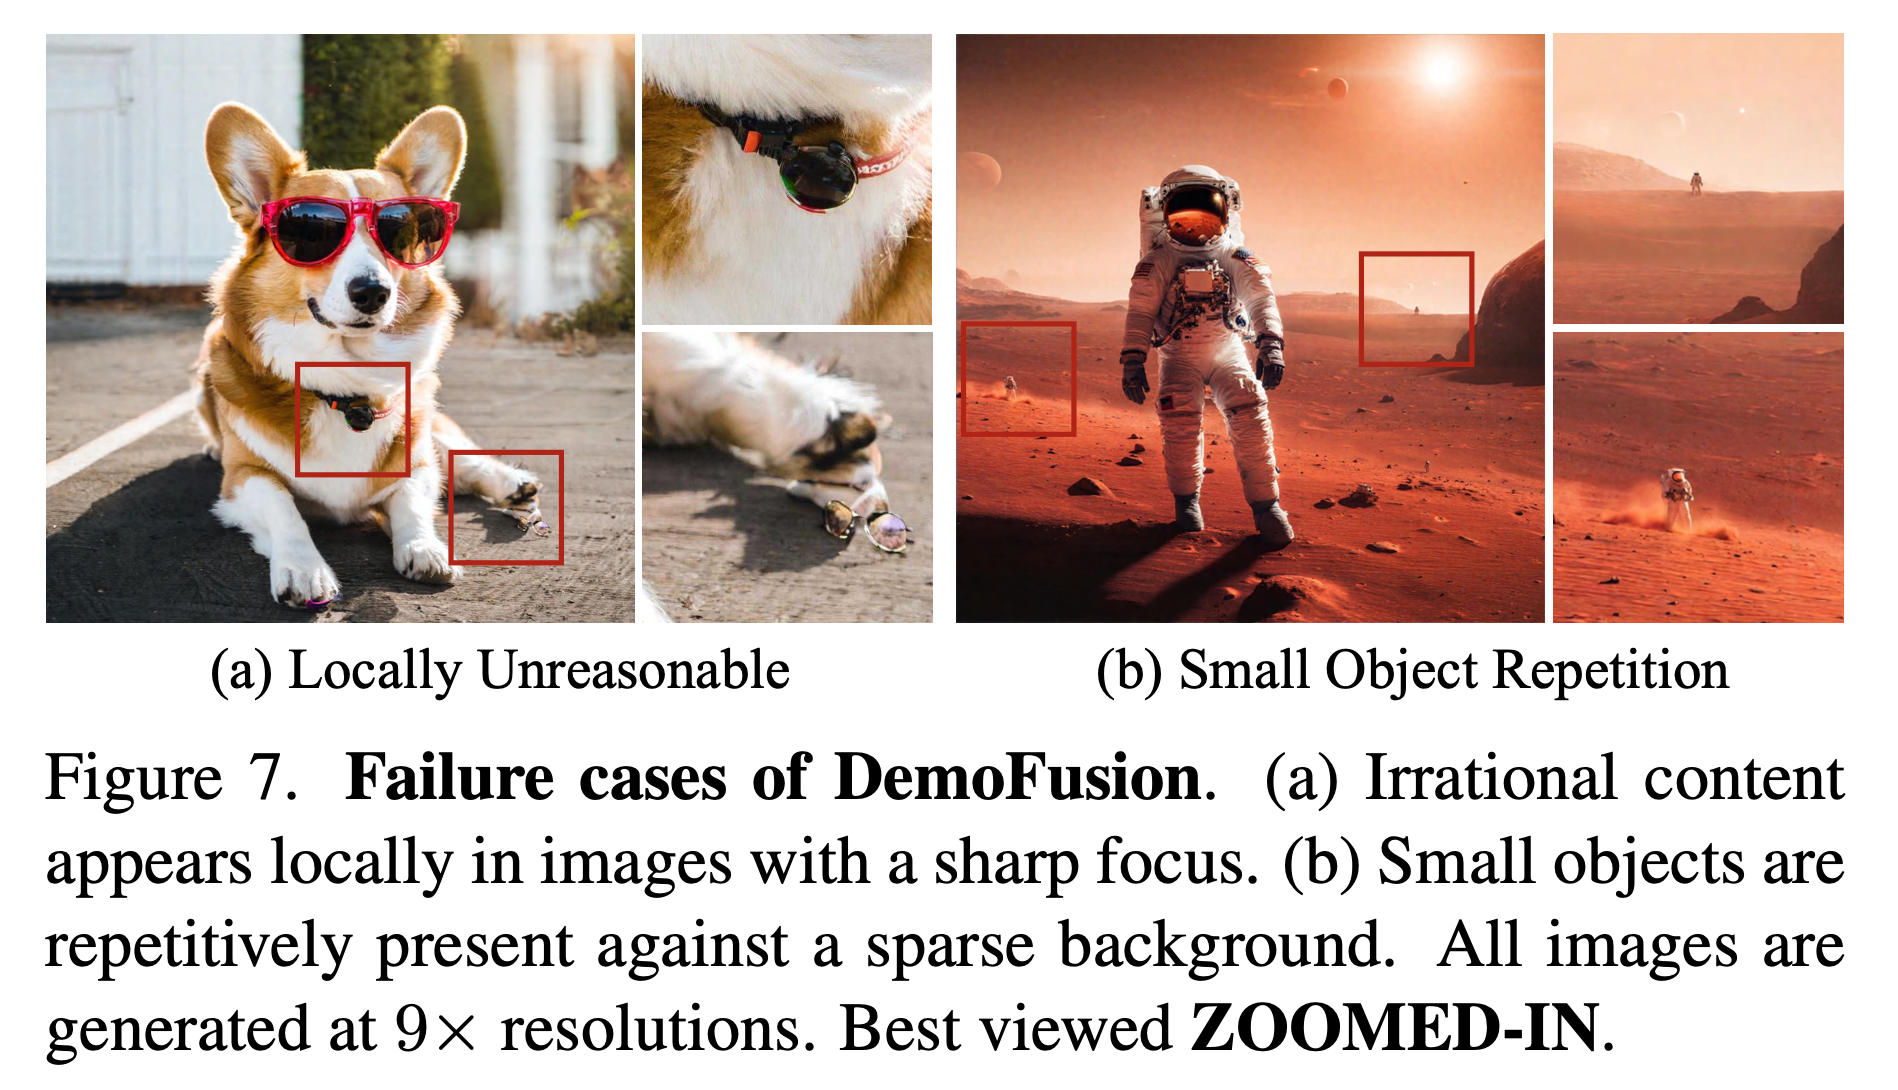 (a) Locally Unreasonable
(b) Small Object Repetition
Figure 7. Failure cases of DemoFusion. (a) Irrational content
appears locally in images with a sharp focus. (b) Small objects are
repetitively present against a sparse background. All images are
generated at 9× resolutions. Best viewed ZOOMED-IN.